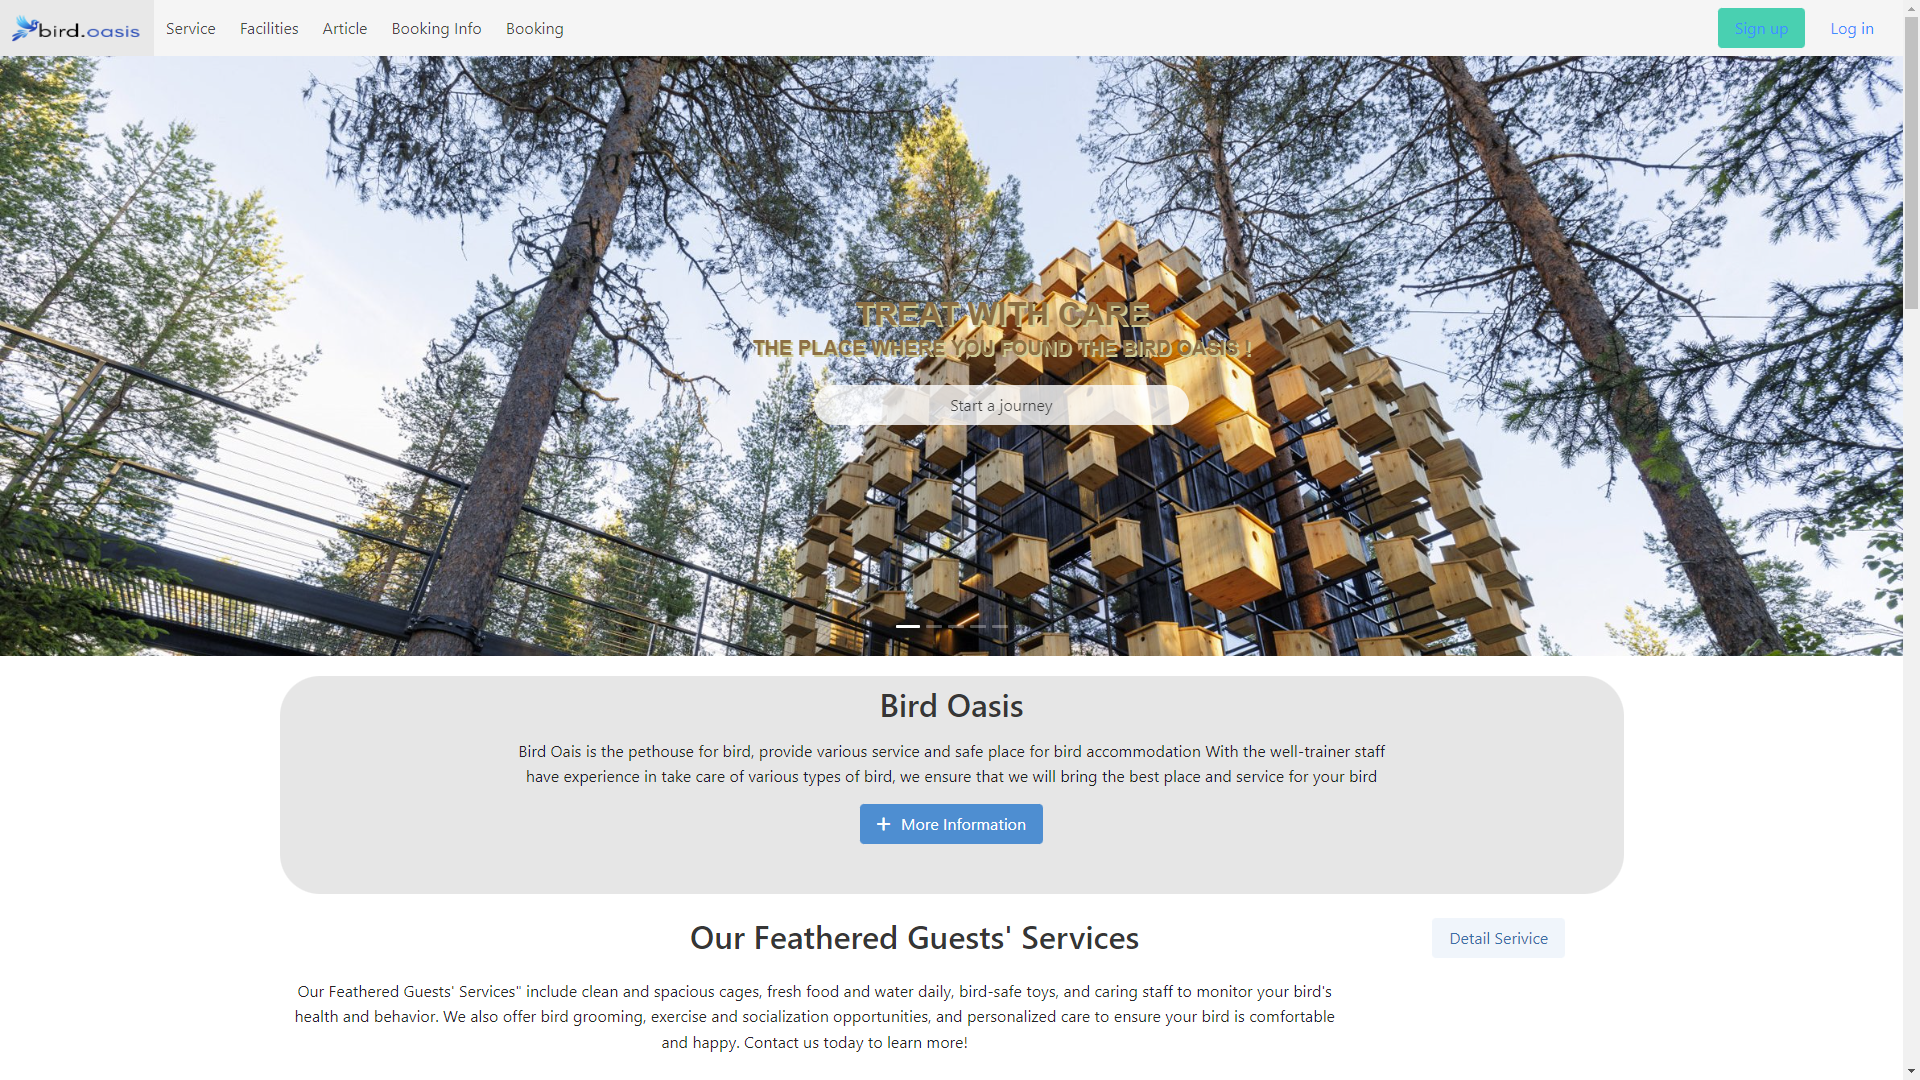 bird.oasis
Service
Facilities
Article
Booking Info
Booking
Sign up
Log in
TREAT WITH CARE
THE PLACE WHERE YOU FOUND THE BIRD OASIS !
Start a journey
Bird Oasis
Bird Oais is the pethouse for bird, provide various service and safe place for bird accommodation With the well-trainer staff
have experience in take care of various types of bird, we ensure that we will bring the best place and service for your bird
+ More Information
Our Feathered Guests' Services
Detail Serivice
Our Feathered Guests' Services" include clean and spacious cages, fresh food and water daily, bird-safe toys, and caring staff to monitor your bird's
health and behavior. We also offer bird grooming, exercise and socialization opportunities, and personalized care to ensure your bird is comfortable
and happy. Contact us today to learn more!